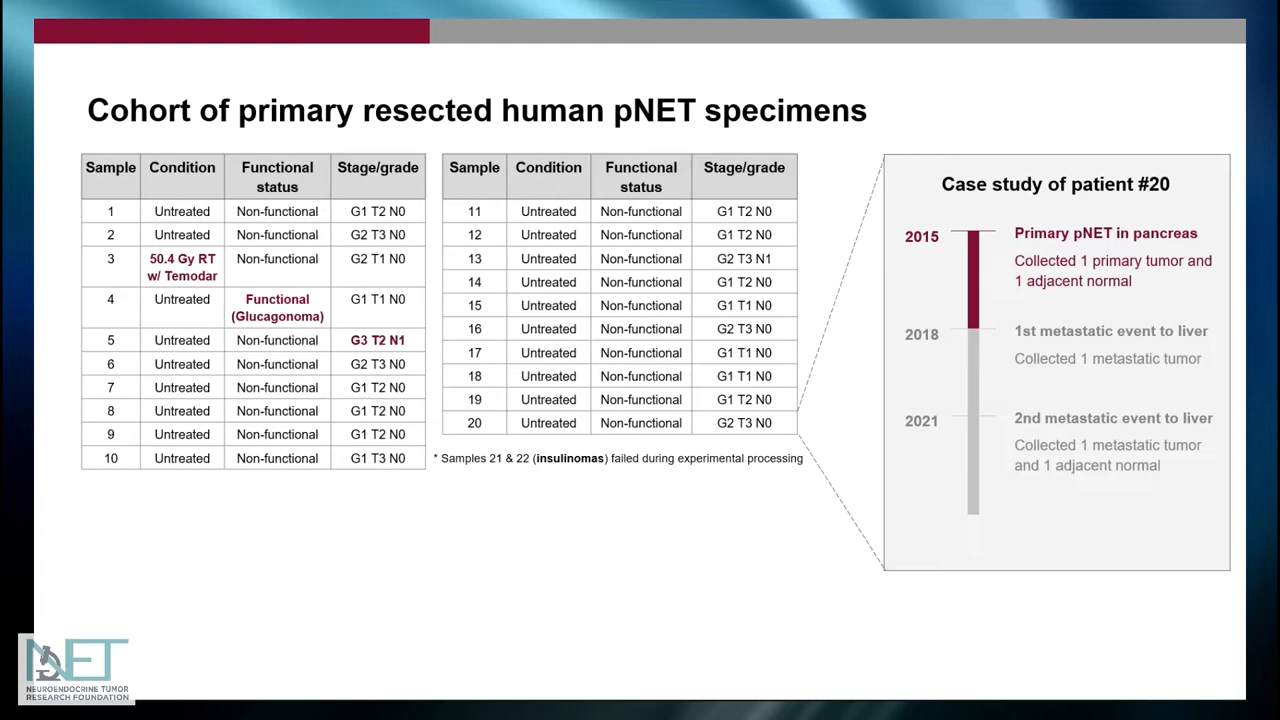 Cohort of primary resected human pNET specimens
Sample Condition Functional status Stage/grade
1 Untreated Non-functional G1 T2 N0
2 Untreated Non-functional G2 T3 N0
3 50.4 Gy RT w/ Temodar Non-functional G2 T1 N0
4 Untreated Functional (Glucagonoma) G1 T1 N0
5 Untreated Non-functional G3 T2 N1
6 Untreated Non-functional G2 T3 N0
7 Untreated Non-functional G1 T2 N0
8 Untreated Non-functional G1 T2 N0
9 Untreated Non-functional G1 T2 N0
10 Untreated Non-functional G1 T3 N0
Sample Condition Functional status Stage/grade
11 Untreated Non-functional G1 T2 N0
12 Untreated Non-functional G1 T2 N0
13 Untreated Non-functional G2 T3 N1
14 Untreated Non-functional G1 T2 N0
15 Untreated Non-functional G1 T1 N0
16 Untreated Non-functional G2 T3 N0
17 Untreated Non-functional G1 T1 N0
18 Untreated Non-functional G1 T1 N0
19 Untreated Non-functional G1 T2 N0
20 Untreated Non-functional G2 T3 N0
* Samples 21 & 22 (insulinomas) failed during experimental processing
Case study of patient #20
2015 Primary pNET in pancreas
Collected 1 primary tumor and
1 adjacent normal
2018 1st metastatic event to liver
Collected 1 metastatic tumor
2021 2nd metastatic event to liver
Collected 1 metastatic tumor
and 1 adjacent normal
NET
NEUROENDOCRINE TUMOR
RESEARCH FOUNDATION